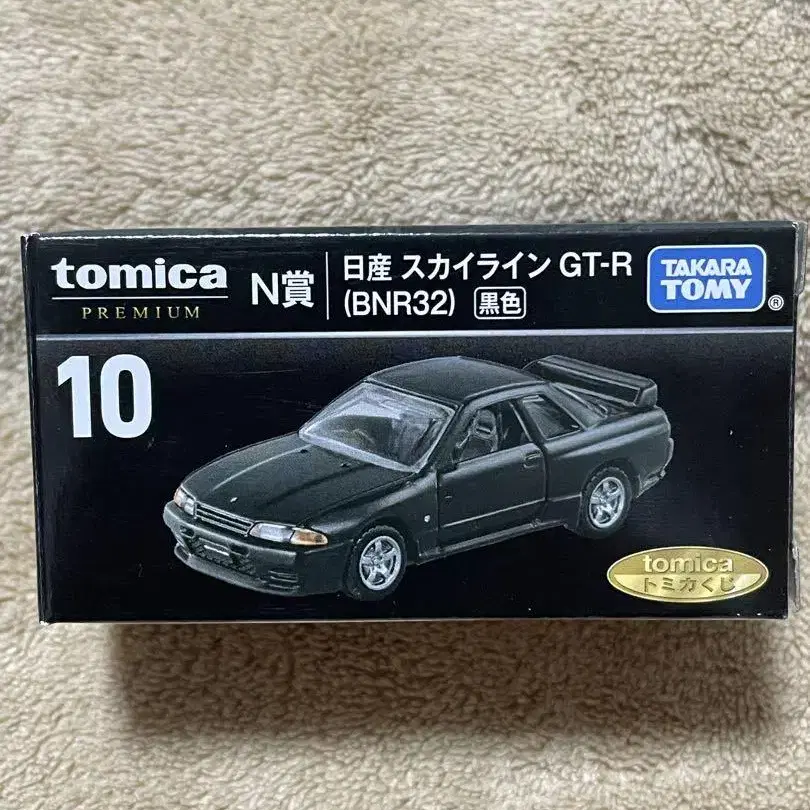 tomica
PREMIUM
N賞
日産 スカイライン GT-R
(BNR32) 黒色
TAKARA
TOMY
®
10
tomica
トミカくじ